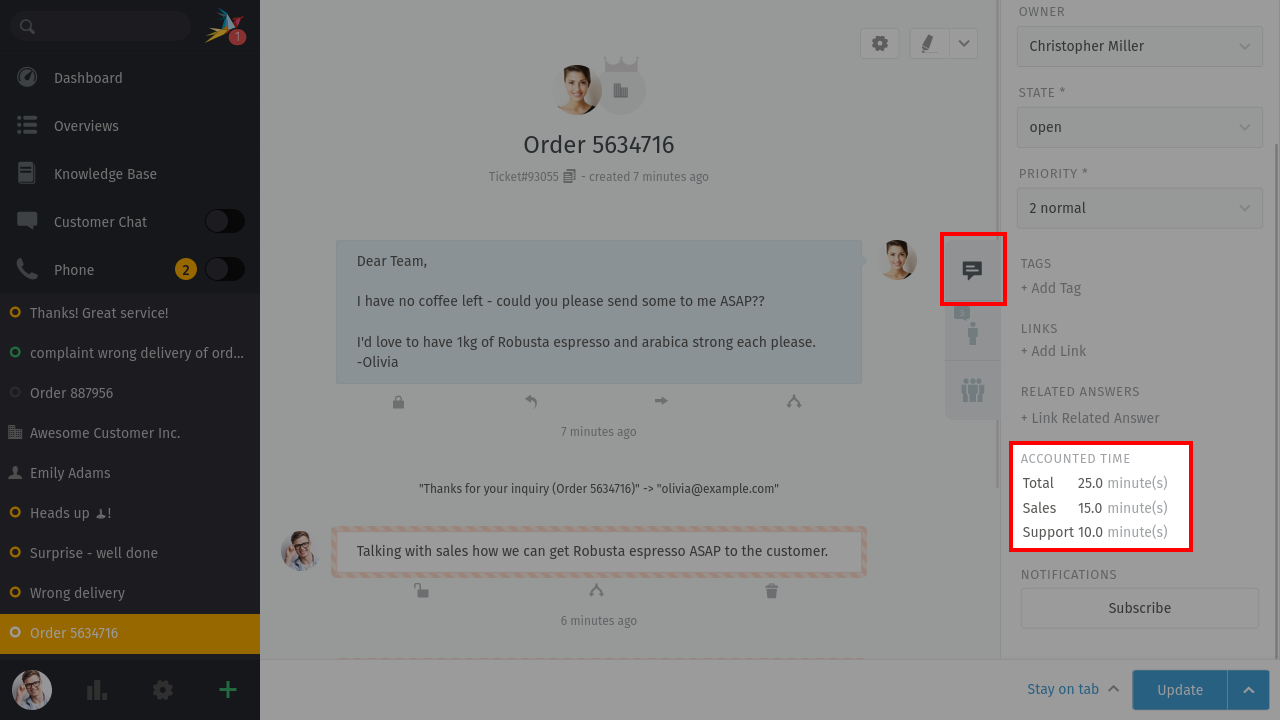 1
Dashboard
Overviews
Knowledge Base
Customer Chat
Phone
2
Thanks! Great service!
complaint wrong delivery of ord...
Order 887956
Awesome Customer Inc.
Emily Adams
Heads up !
Surprise - well done
Wrong delivery
Order 5634716
Order 5634716
Ticket#93055 - created 7 minutes ago
Dear Team,
I have no coffee left - could you please send some to me ASAP??
I'd love to have 1kg of Robusta espresso and arabica strong each please.
-Olivia
7 minutes ago
"Thanks for your inquiry (Order 5634716)" -> "olivia@example.com"
Talking with sales how we can get Robusta espresso ASAP to the customer.
6 minutes ago
OWNER
Christopher Miller
STATE *
open
PRIORITY *
2 normal
TAGS
+ Add Tag
LINKS
+ Add Link
RELATED ANSWERS
+ Link Related Answer
ACCOUNTED TIME
Total 25.0 minute(s)
Sales 15.0 minute(s)
Support 10.0 minute(s)
NOTIFICATIONS
Subscribe
Stay on tab
Update